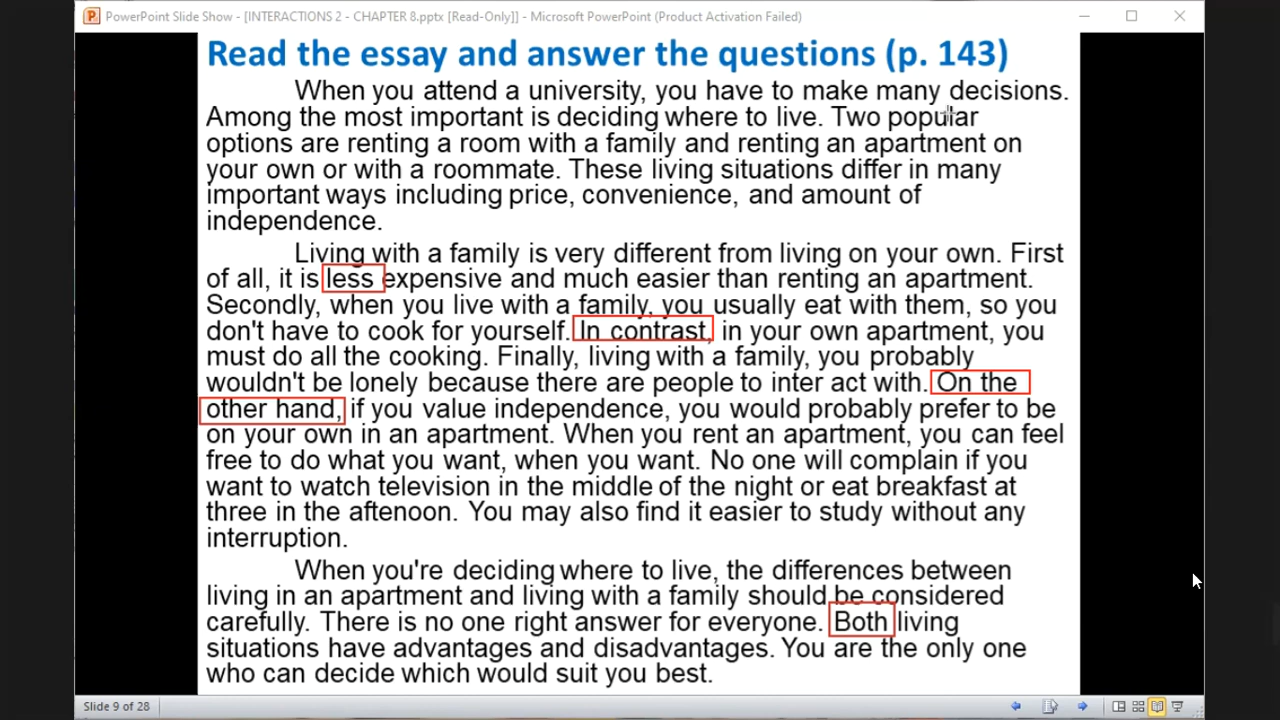 PowerPoint Slide Show - [INTERACTIONS 2 - CHAPTER 8.pptx [Read-Only]] - Microsoft PowerPoint (Product Activation Failed)
Read the essay and answer the questions (p. 143)
When you attend a university, you have to make many decisions.
Among the most important is deciding where to live. Two popular
options are renting a room with a family and renting an apartment on
your own or with a roommate. These living situations differ in many
important ways including price, convenience, and amount of
independence.
Living with a family is very different from living on your own. First
of all, it is less expensive and much easier than renting an apartment.
Secondly, when you live with a family, you usually eat with them, so you
don't have to cook for yourself. In contrast, in your own apartment, you
must do all the cooking. Finally, living with a family, you probably
wouldn't be lonely because there are people to inter act with. On the
other hand, if you value independence, you would probably prefer to be
on your own in an apartment. When you rent an apartment, you can feel
free to do what you want, when you want. No one will complain if you
want to watch television in the middle of the night or eat breakfast at
three in the aftenoon. You may also find it easier to study without any
interruption.
When you're deciding where to live, the differences between
living in an apartment and living with a family should be considered
carefully. There is no one right answer for everyone. Both living
situations have advantages and disadvantages. You are the only one
who can decide which would suit you best.
Slide 9 of 28